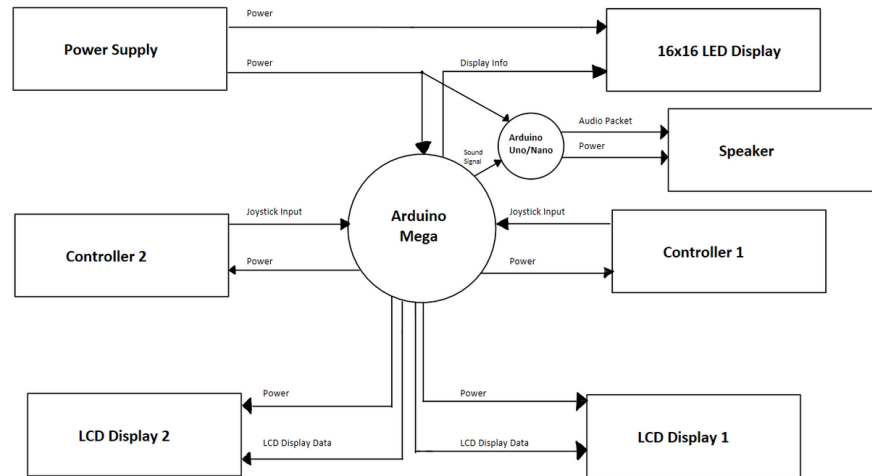 Power
Power Supply
16x16 LED Display
Power
Display Info
Audio Packet
Arduino
Uno/Nano
Power
Speaker
Sound
Signal
Joystick Input
Arduino
Mega
Joystick Input
Controller 2
Power
Power
Controller 1
Power
Power
LCD Display 2
LCD Display Data
LCD Display Data
LCD Display 1